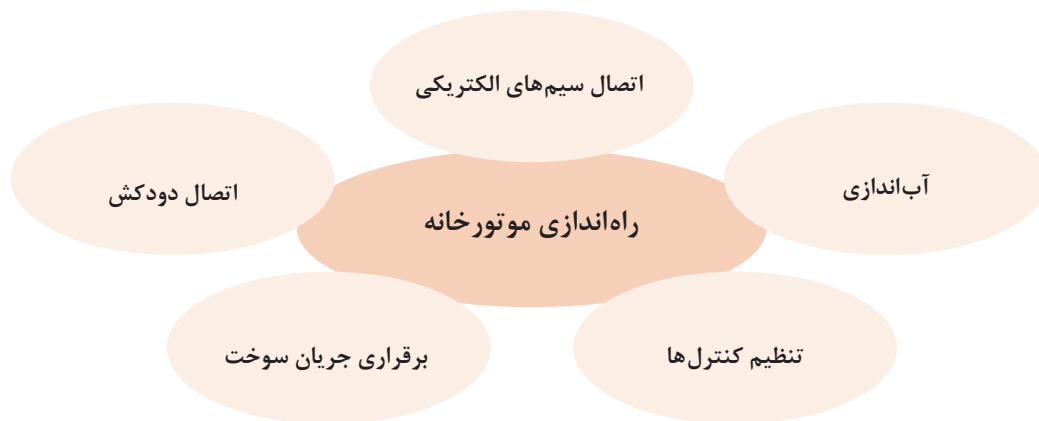 اتصال سیم‌های الکتریکی
آب‌اندازی
اتصال دودکش
راه‌اندازی موتورخانه
تنظیم کنترل‌ها
برقراری جریان سوخت